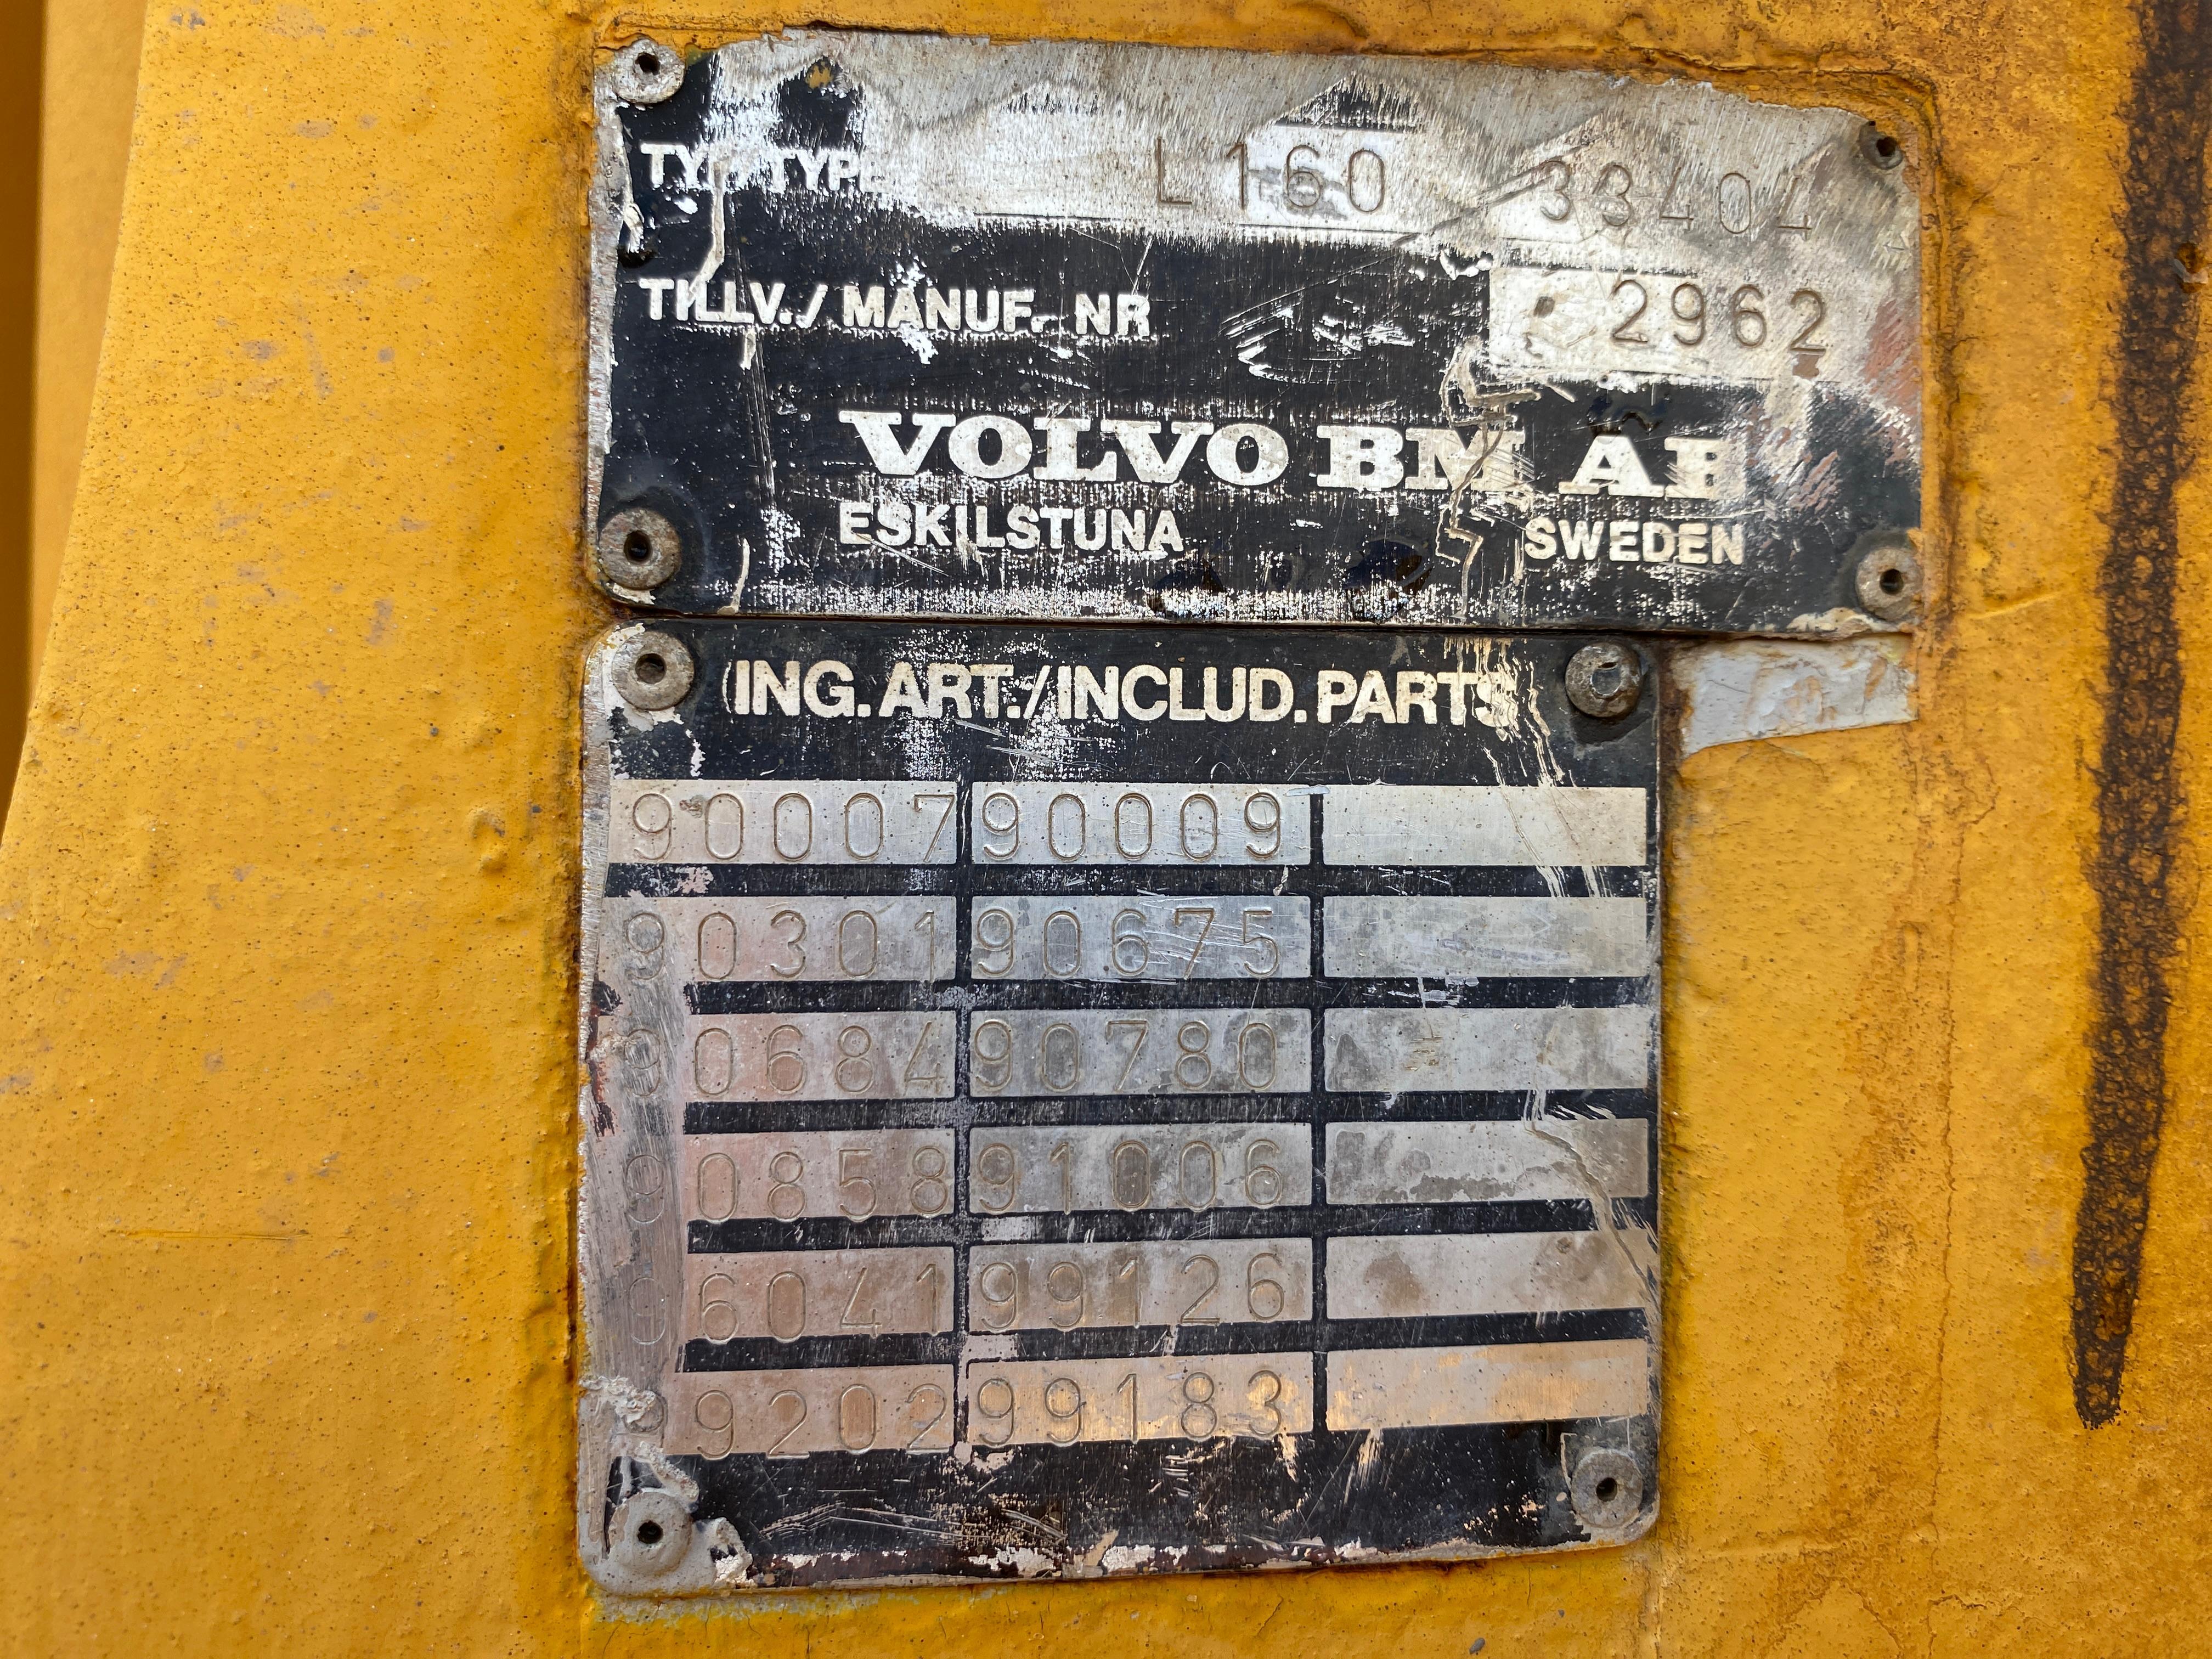 TYP/TYPE L160 33404
TILLV./MANUF. NR 2962
VOLVO BM AB
ESKILSTUNA SWEDEN
ING.ART./INCLUD.PARTS
90007 90009
90301 90675
90684 90780
90858 91006
96041 99126
99202 99183